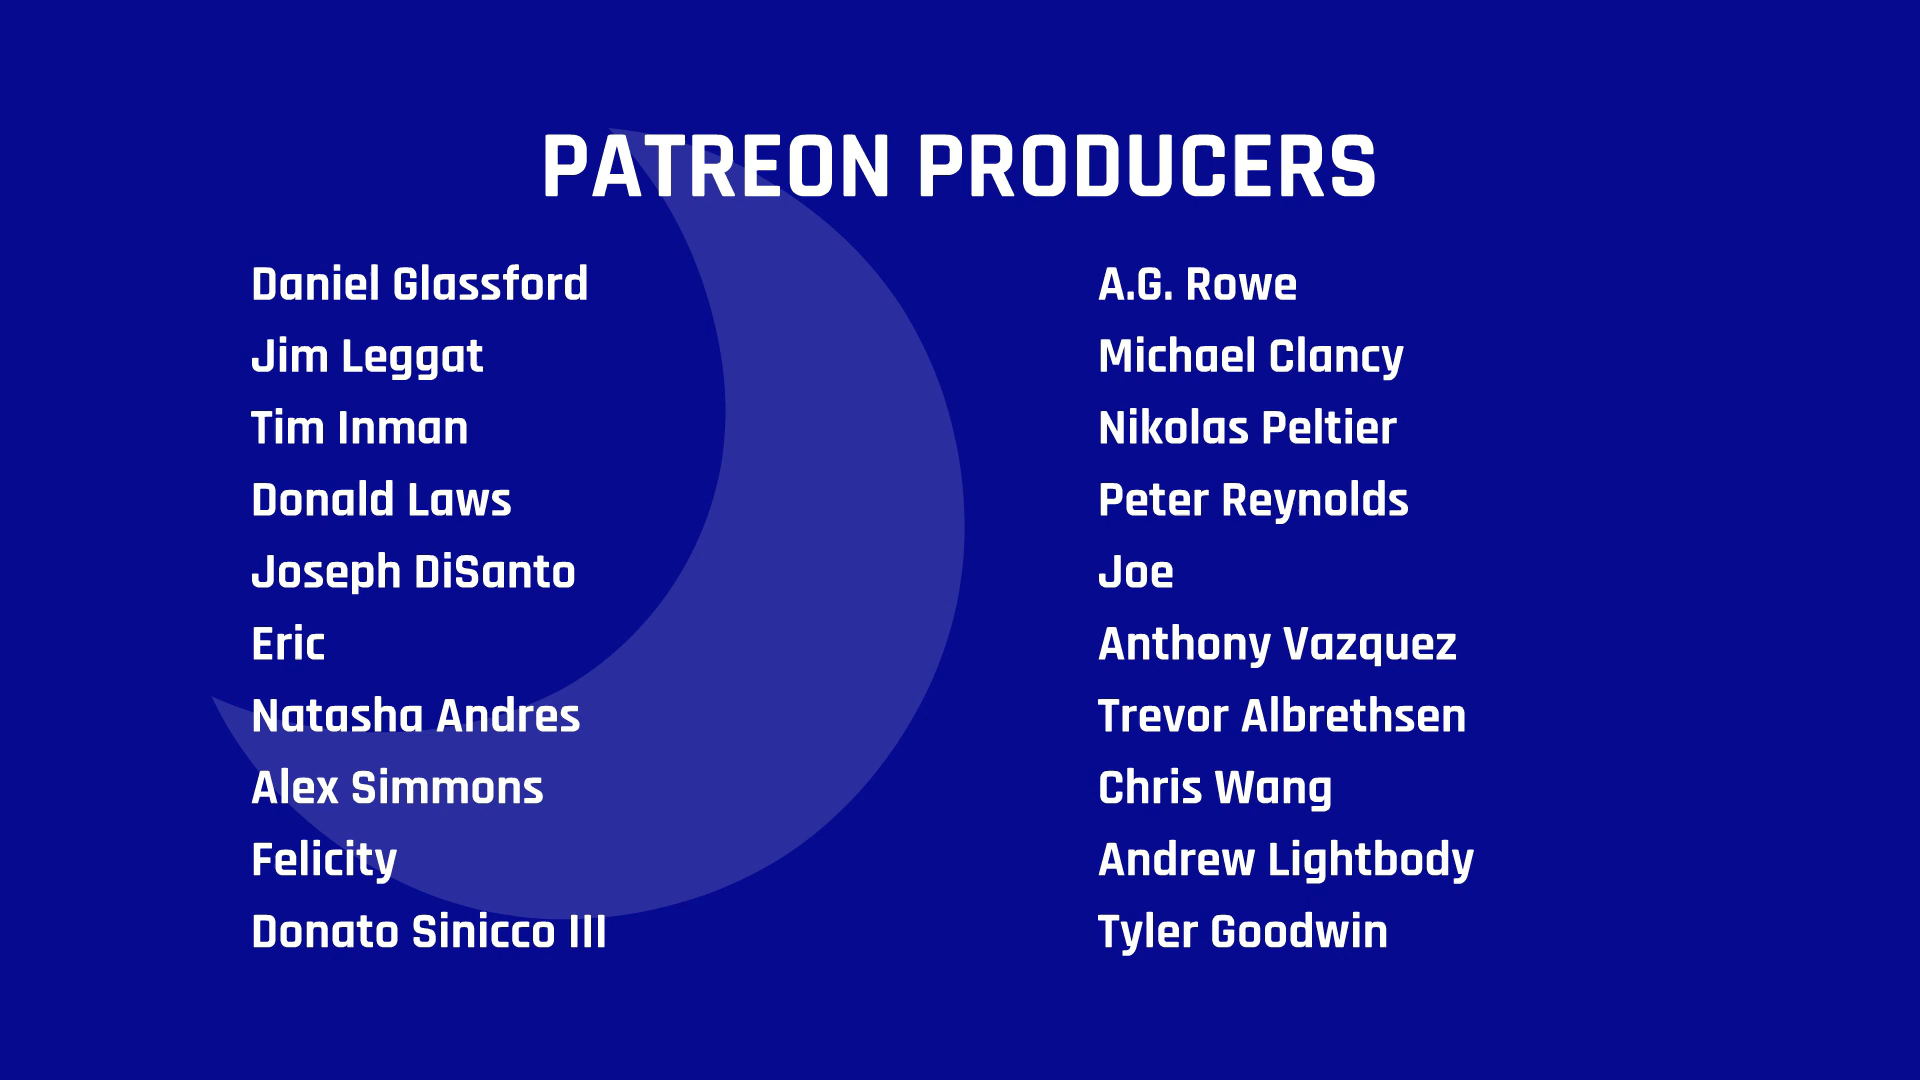 PATREON PRODUCERS
Daniel Glassford
Jim Leggat
Tim Inman
Donald Laws
Joseph DiSanto
Eric
Natasha Andres
Alex Simmons
Felicity
Donato Sinicco III
A.G. Rowe
Michael Clancy
Nikolas Peltier
Peter Reynolds
Joe
Anthony Vazquez
Trevor Albrethsen
Chris Wang
Andrew Lightbody
Tyler Goodwin